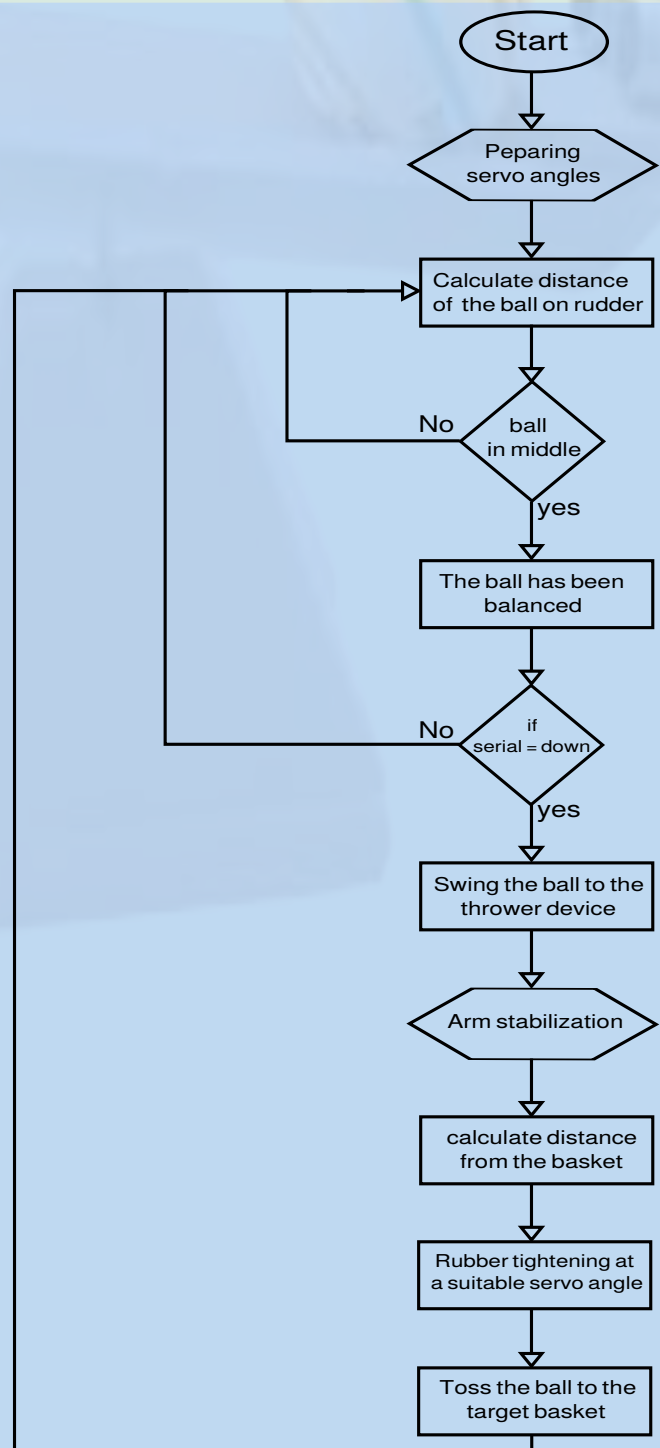 Start
Peparing
servo angles
Calculate distance
of the ball on rudder
No
ball
in middle
yes
The ball has been
balanced
No
if
serial = down
yes
Swing the ball to the
thrower device
Arm stabilization
calculate distance
from the basket
Rubber tightening at
a suitable servo angle
Toss the ball to the
target basket